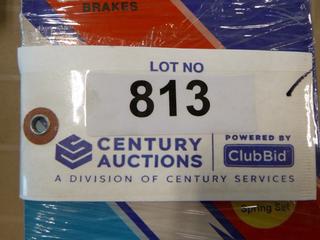 BRAKES
LOT NO
813
CENTURY
AUCTIONS
POWERED BY
ClubBid
A DIVISION OF CENTURY SERVICES
Spring Set